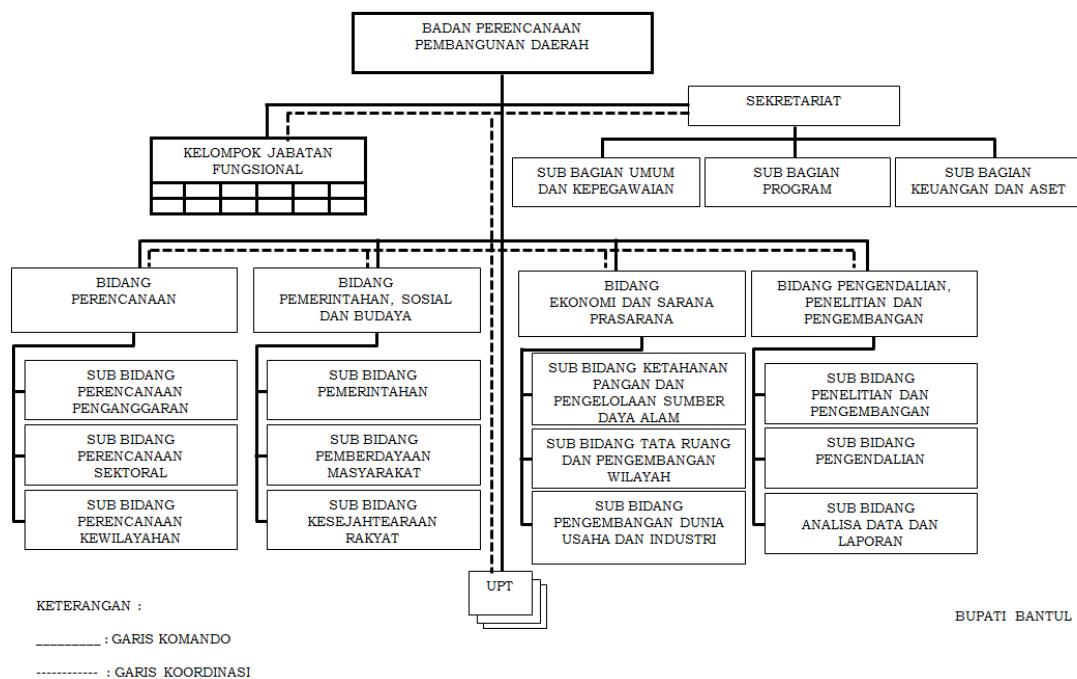 BADAN PERENCANAAN
PEMBANGUNAN DAERAH
SEKRETARIAT
KELOMPOK JABATAN
FUNGSIONAL
SUB BAGIAN UMUM
DAN KEPEGAWAIAN
SUB BAGIAN
PROGRAM
SUB BAGIAN
KEUANGAN DAN ASET
BIDANG
PERENCANAAN
BIDANG
PEMERINTAHAN, SOSIAL
DAN BUDAYA
BIDANG
EKONOMI DAN SARANA
PRASARANA
BIDANG PENGENDALIAN,
PENELITIAN DAN
PENGEMBANGAN
SUB BIDANG
PERENCANAAN
PENGANGGARAN
SUB BIDANG
PERENCANAAN
SEKTORAL
SUB BIDANG
PERENCANAAN
KEWILAYAHAN
SUB BIDANG
PEMERINTAHAN
SUB BIDANG
PEMBERDAYAAN
MASYARAKAT
SUB BIDANG
KESEJAHTEARAAN
RAKYAT
SUB BIDANG KETAHANAN
PANGAN DAN
PENGELOLAAN SUMBER
DAYA ALAM
SUB BIDANG TATA RUANG
DAN PENGEMBANGAN
WILAYAH
SUB BIDANG
PENGEMBANGAN DUNIA
USAHA DAN INDUSTRI
SUB BIDANG
PENELITIAN DAN
PENGEMBANGAN
SUB BIDANG
PENGENDALIAN
SUB BIDANG
ANALISA DATA DAN
LAPORAN
UPT
KETERANGAN :
_________ : GARIS KOMANDO
------------ : GARIS KOORDINASI
BUPATI BANTUL